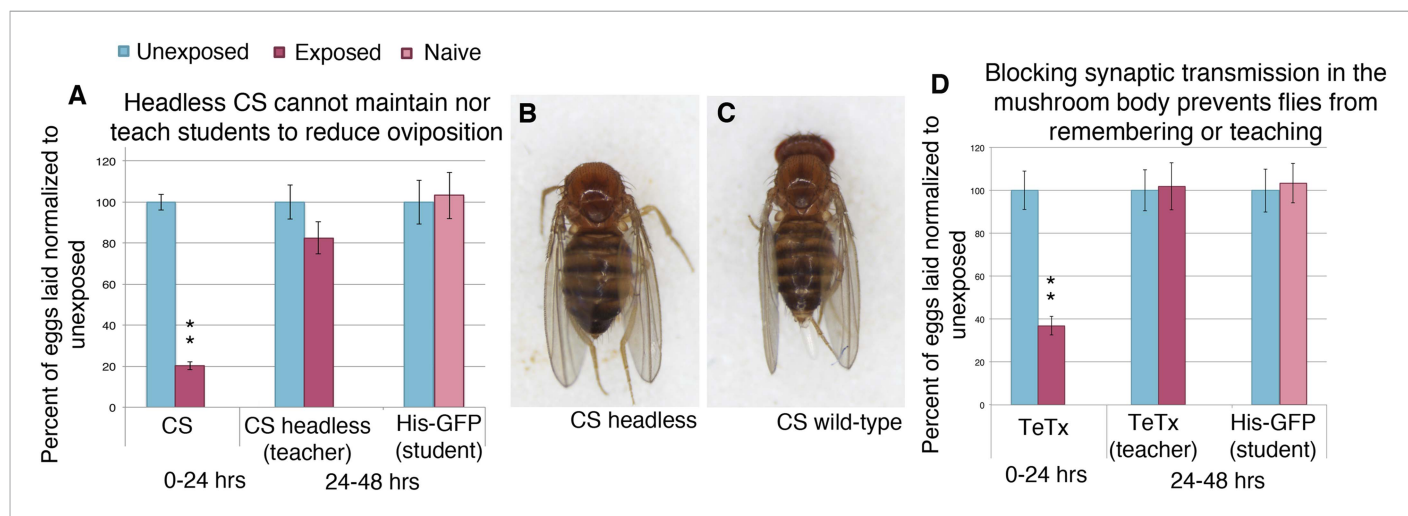 Unexposed Exposed Naive
A
Headless CS cannot maintain nor
teach students to reduce oviposition
Percent of eggs laid normalized to
unexposed
120
100
80
60
40
20
0
* *
CS
CS headless
(teacher)
His-GFP
(student)
0-24 hrs
24-48 hrs
B
CS headless
C
CS wild-type
D
Blocking synaptic transmission in the
mushroom body prevents flies from
remembering or teaching
Percent of eggs laid normalized to
unexposed
120
100
80
60
40
20
0
* *
TeTx
TeTx
(teacher)
His-GFP
(student)
0-24 hrs
24-48 hrs